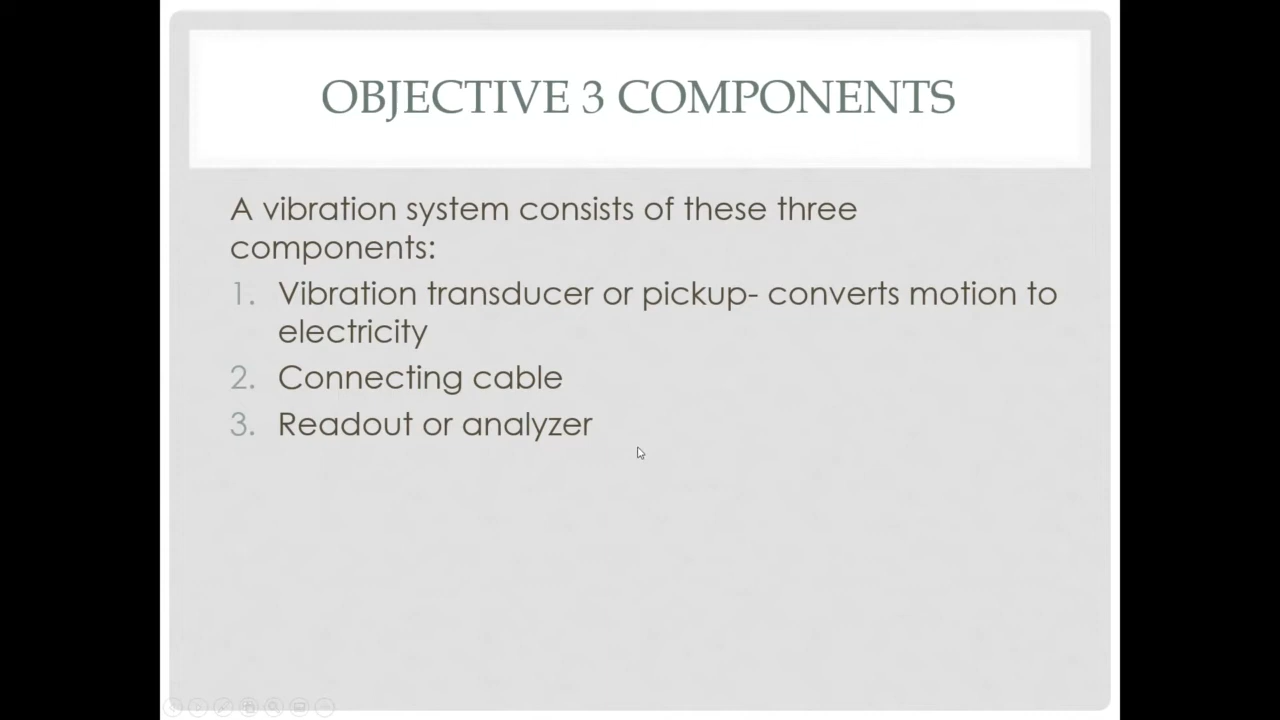 OBJECTIVE 3 COMPONENTS
A vibration system consists of these three
components:
1. Vibration transducer or pickup- converts motion to
electricity
2. Connecting cable
3. Readout or analyzer